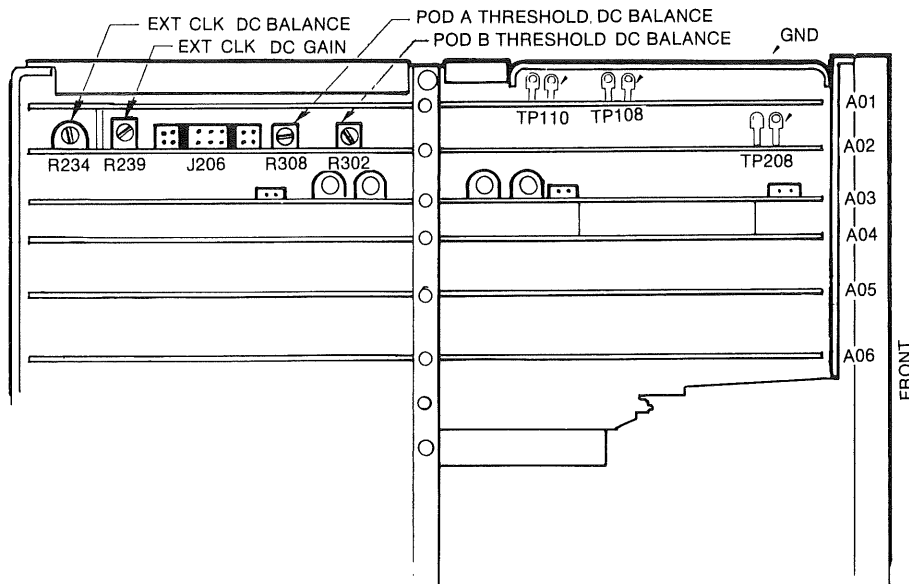 EXT CLK DC BALANCE
EXT CLK DC GAIN
POD A THRESHOLD DC BALANCE
POD B THRESHOLD DC BALANCE
GND
TP110 TP108
A01
R234 R239 J206 R308 R302
TP208
A02
A03
A04
A05
A06
FRONT